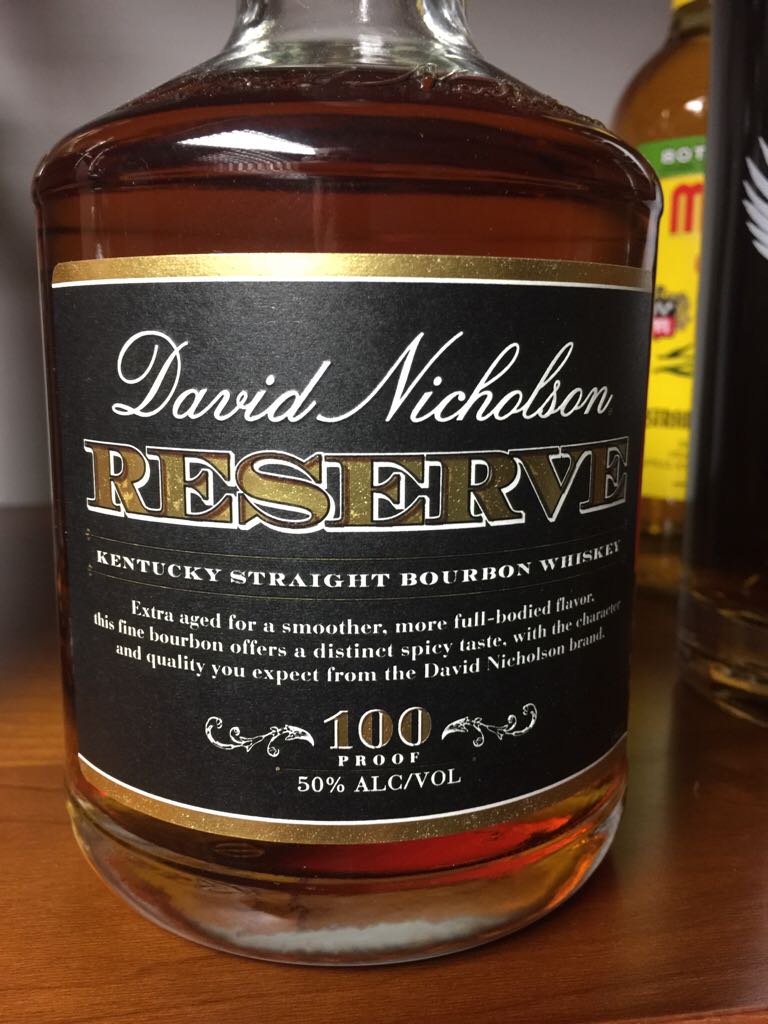 David Nicholson
RESERVE
KENTUCKY STRAIGHT BOURBON WHISKEY
Extra aged for a smoother, more full-bodied flavor,
this fine bourbon offers a distinct spicy taste, with the character
and quality you expect from the David Nicholson brand.
100
PROOF
50% ALC/VOL